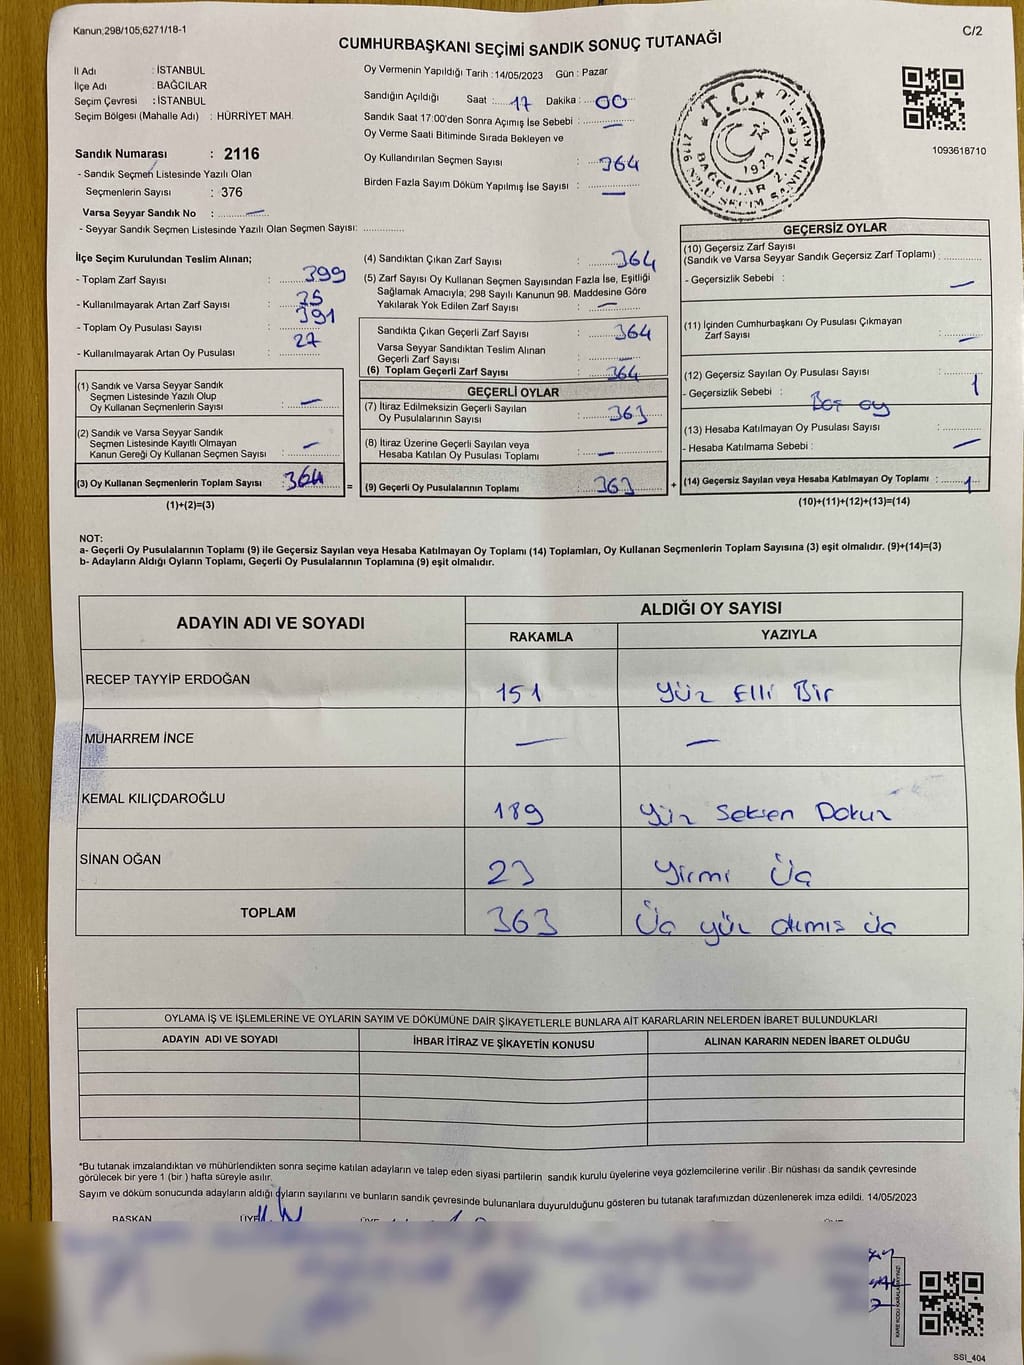 Kanun;298/105;6271/18-1
C/2
CUMHURBAŞKANI SEÇİMİ SANDIK SONUÇ TUTANAĞI
İl Adı : İSTANBUL
İlçe Adı : BAĞCILAR
Seçim Çevresi : İSTANBUL
Seçim Bölgesi (Mahalle Adı) : HÜRRİYET MAH.
Sandık Numarası : 2116
- Sandık Seçmen Listesinde Yazılı Olan
Seçmenlerin Sayısı : 376
Varsa Seyyar Sandık No : —
- Seyyar Sandık Seçmen Listesinde Yazılı Olan Seçmen Sayısı: ..............
Oy Vermenin Yapıldığı Tarih : 14/05/2023 Gün : Pazar
Sandığın Açıldığı Saat : 17 Dakika : 00
Sandık Saat 17:00'den Sonra Açımış İse Sebebi : —
Oy Verme Saati Bitiminde Sırada Bekleyen ve
Oy Kullandırılan Seçmen Sayısı : 364
Birden Fazla Sayım Döküm Yapılmış İse Sayısı : —
T.C.
1923
1093618710
İlçe Seçim Kurulundan Teslim Alınan;
- Toplam Zarf Sayısı : 399
- Kullanılmayarak Artan Zarf Sayısı : 35
- Toplam Oy Pusulası Sayısı : 391
- Kullanılmayarak Artan Oy Pusulası : 27
(1) Sandık ve Varsa Seyyar Sandık
Seçmen Listesinde Yazılı Olup
Oy Kullanan Seçmenlerin Sayısı : —
(2) Sandık ve Varsa Seyyar Sandık
Seçmen Listesinde Kayıtlı Olmayan
Kanun Gereği Oy Kullanan Seçmen Sayısı : —
(3) Oy Kullanan Seçmenlerin Toplam Sayısı : 364 =
(1)+(2)=(3)
(4) Sandıktan Çıkan Zarf Sayısı : 364
(5) Zarf Sayısı Oy Kullanan Seçmen Sayısından Fazla İse, Eşitliği
Sağlamak Amacıyla; 298 Sayılı Kanunun 98. Maddesine Göre
Yakılarak Yok Edilen Zarf Sayısı : —
Sandıkta Çıkan Geçerli Zarf Sayısı : 364
Varsa Seyyar Sandıktan Teslim Alınan
Geçerli Zarf Sayısı : —
(6) Toplam Geçerli Zarf Sayısı : 364
GEÇERLİ OYLAR
(7) İtiraz Edilmeksizin Geçerli Sayılan
Oy Pusulalarının Sayısı : 363
(8) İtiraz Üzerine Geçerli Sayılan veya
Hesaba Katılan Oy Pusulası Toplamı : —
(9) Geçerli Oy Pusulalarının Toplamı : 363 +
GEÇERSİZ OYLAR
(10) Geçersiz Zarf Sayısı
(Sandık ve Varsa Seyyar Sandık Geçersiz Zarf Toplamı) : ............
- Geçersizlik Sebebi : —
(11) İçinden Cumhurbaşkanı Oy Pusulası Çıkmayan
Zarf Sayısı : —
(12) Geçersiz Sayılan Oy Pusulası Sayısı : 1
- Geçersizlik Sebebi : Boş oy
(13) Hesaba Katılmayan Oy Pusulası Sayısı : ............
- Hesaba Katılmama Sebebi : —
(14) Geçersiz Sayılan veya Hesaba Katılmayan Oy Toplamı : 1
(10)+(11)+(12)+(13)=(14)
NOT:
a- Geçerli Oy Pusulalarının Toplamı (9) ile Geçersiz Sayılan veya Hesaba Katılmayan Oy Toplamı (14) Toplamları, Oy Kullanan Seçmenlerin Toplam Sayısına (3) eşit olmalıdır. (9)+(14)=(3)
b- Adayların Aldığı Oyların Toplamı, Geçerli Oy Pusulalarının Toplamına (9) eşit olmalıdır.
ADAYIN ADI VE SOYADI
ALDIĞI OY SAYISI
RAKAMLA YAZIYLA
RECEP TAYYİP ERDOĞAN 151 Yüz Elli Bir
MUHARREM İNCE — —
KEMAL KILIÇDAROĞLU 189 Yüz Seksen Dokuz
SİNAN OĞAN 23 Yirmi Üç
TOPLAM 363 Üç yüz atmış üç
OYLAMA İŞ VE İŞLEMLERİNE VE OYLARIN SAYIM VE DÖKÜMÜNE DAİR ŞİKAYETLERLE BUNLARA AİT KARARLARIN NELERDEN İBARET BULUNDUKLARI
ADAYIN ADI VE SOYADI İHBAR İTİRAZ VE ŞİKAYETİN KONUSU ALINAN KARARIN NEDEN İBARET OLDUĞU
*Bu tutanak imzalandıktan ve mühürlendikten sonra seçime katılan adayların ve talep eden siyasi partilerin sandık kurulu üyelerine veya gözlemcilerine verilir .Bir nüshası da sandık çevresinde
görülecek bir yere 1 (bir ) hafta süreyle asılır.
Sayım ve döküm sonucunda adayların aldığı oyların sayılarını ve bunların sandık çevresinde bulunanlara duyurulduğunu gösteren bu tutanak tarafımızdan düzenlenerek imza edildi. 14/05/2023
BAŞKAN ÜYE
SSI_404